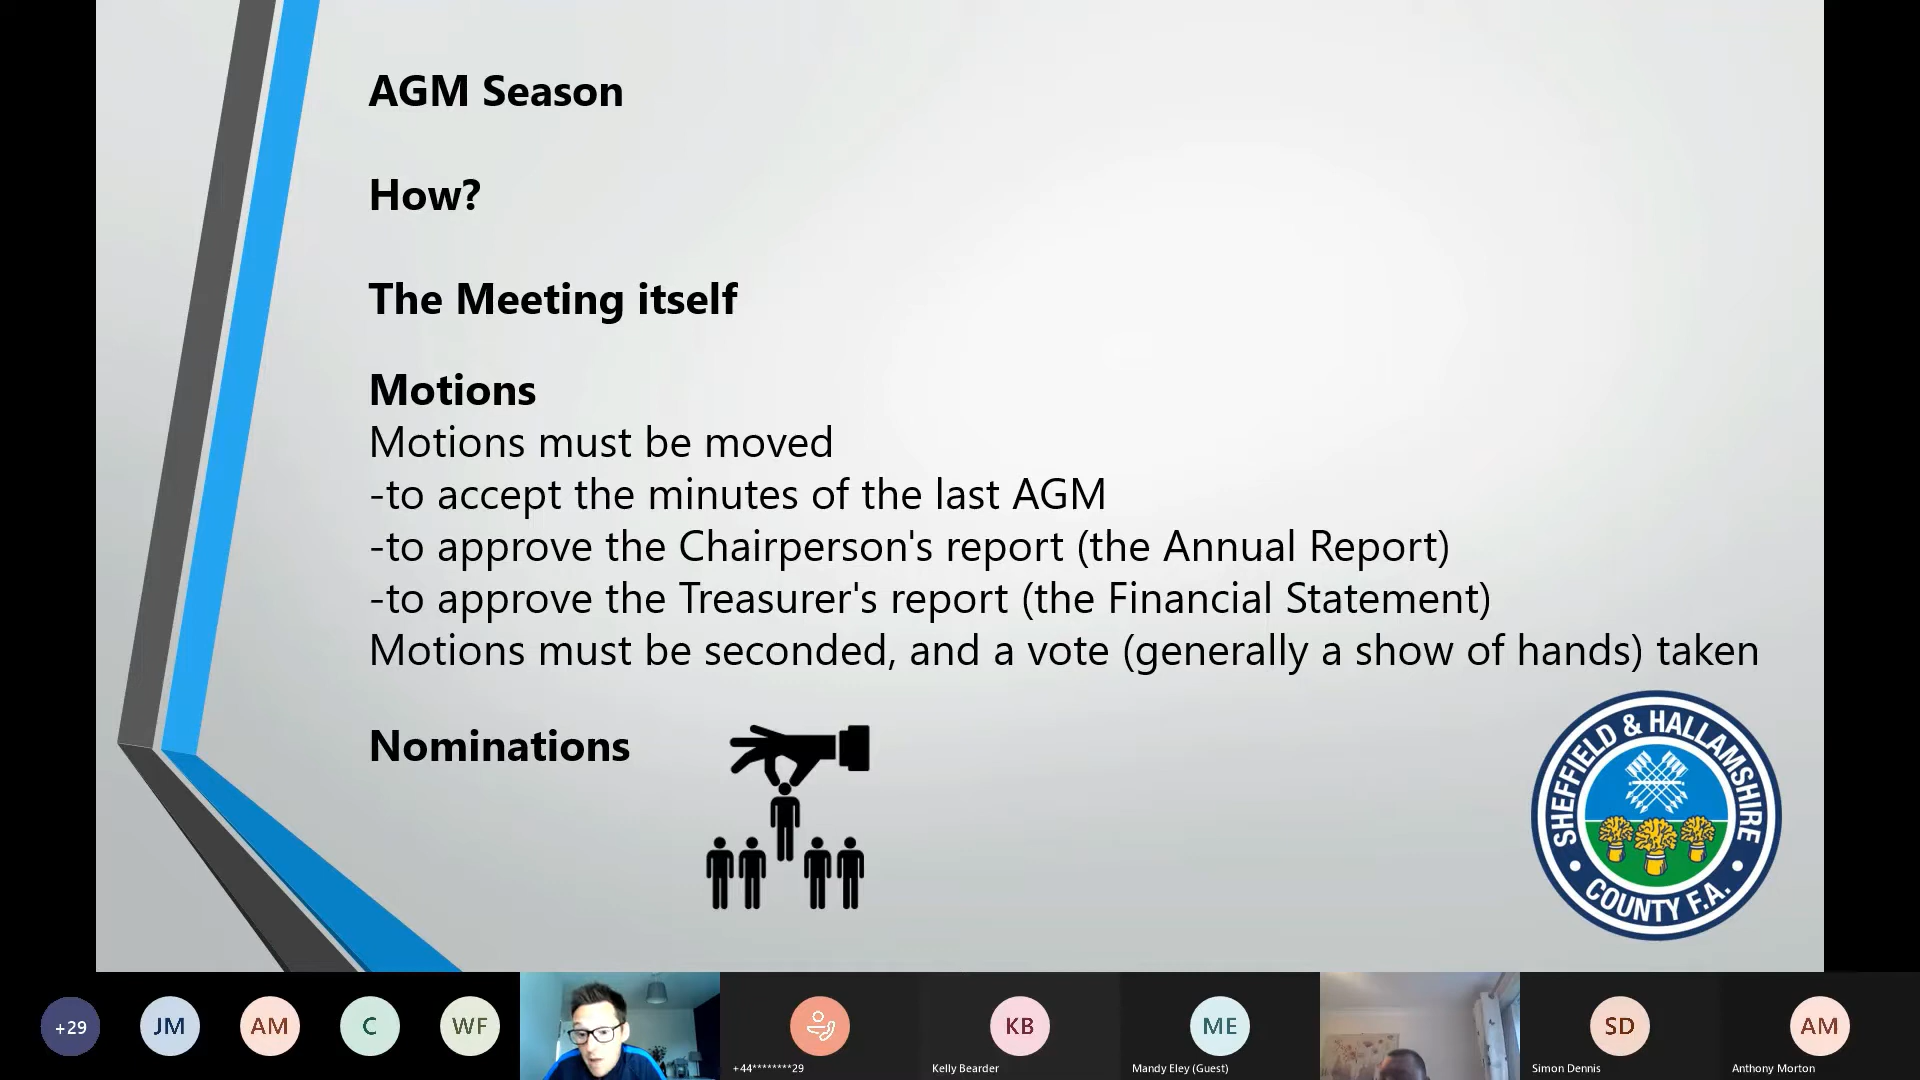 AGM Season
How?
The Meeting itself
Motions
Motions must be moved
-to accept the minutes of the last AGM
-to approve the Chairperson's report (the Annual Report)
-to approve the Treasurer's report (the Financial Statement)
Motions must be seconded, and a vote (generally a show of hands) taken
Nominations
SHEFFIELD & HALLAMSHIRE
COUNTY F.A.
+29
JM
AM
C
WF
KB
ME
SD
AM
+44********29
Kelly Bearder
Mandy Eley (Guest)
Simon Dennis
Anthony Morton